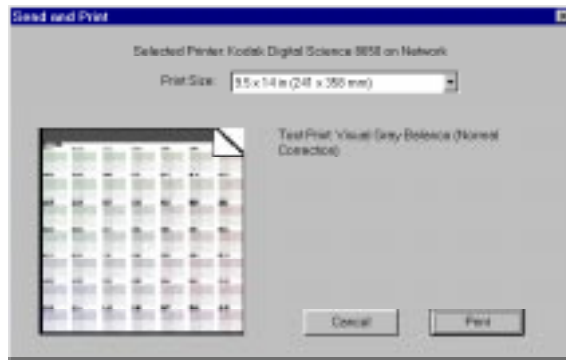 Send and Print
Selected Printer: Kodak Digital Science 8650 on Network
Print Size: 9.5 x 14 in (241 x 356 mm)
Test Print: Visual Gray Balance (Normal
Correction)
Cancel Print